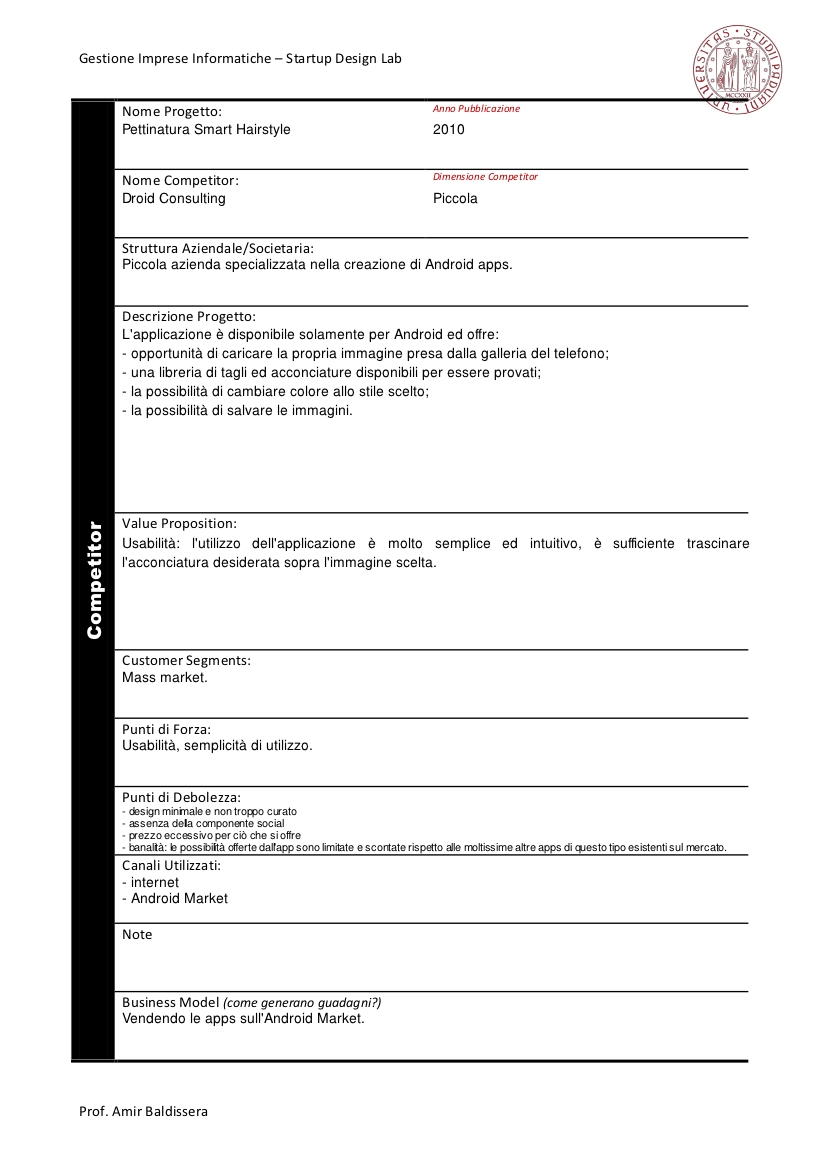 Gestione Imprese Informatiche – Startup Design Lab
UNIVERSITAS • STUDII PADUANI •
MCCXXII
Nome Progetto:
Anno Pubblicazione
Pettinatura Smart Hairstyle
2010
Nome Competitor:
Dimensione Competitor
Droid Consulting
Piccola
Struttura Aziendale/Societaria:
Piccola azienda specializzata nella creazione di Android apps.
Descrizione Progetto:
L'applicazione è disponibile solamente per Android ed offre:
- opportunità di caricare la propria immagine presa dalla galleria del telefono;
- una libreria di tagli ed acconciature disponibili per essere provati;
- la possibilità di cambiare colore allo stile scelto;
- la possibilità di salvare le immagini.
Competitor
Value Proposition:
Usabilità: l'utilizzo dell'applicazione è molto semplice ed intuitivo, è sufficiente trascinare
l'acconciatura desiderata sopra l'immagine scelta.
Customer Segments:
Mass market.
Punti di Forza:
Usabilità, semplicità di utilizzo.
Punti di Debolezza:
- design minimale e non troppo curato
- assenza della componente social
- prezzo eccessivo per ciò che si offre
- banalità: le possibilità offerte dall'app sono limitate e scontate rispetto alle moltissime altre apps di questo tipo esistenti sul mercato.
Canali Utilizzati:
- internet
- Android Market
Note
Business Model (come generano guadagni?)
Vendendo le apps sull'Android Market.
Prof. Amir Baldissera